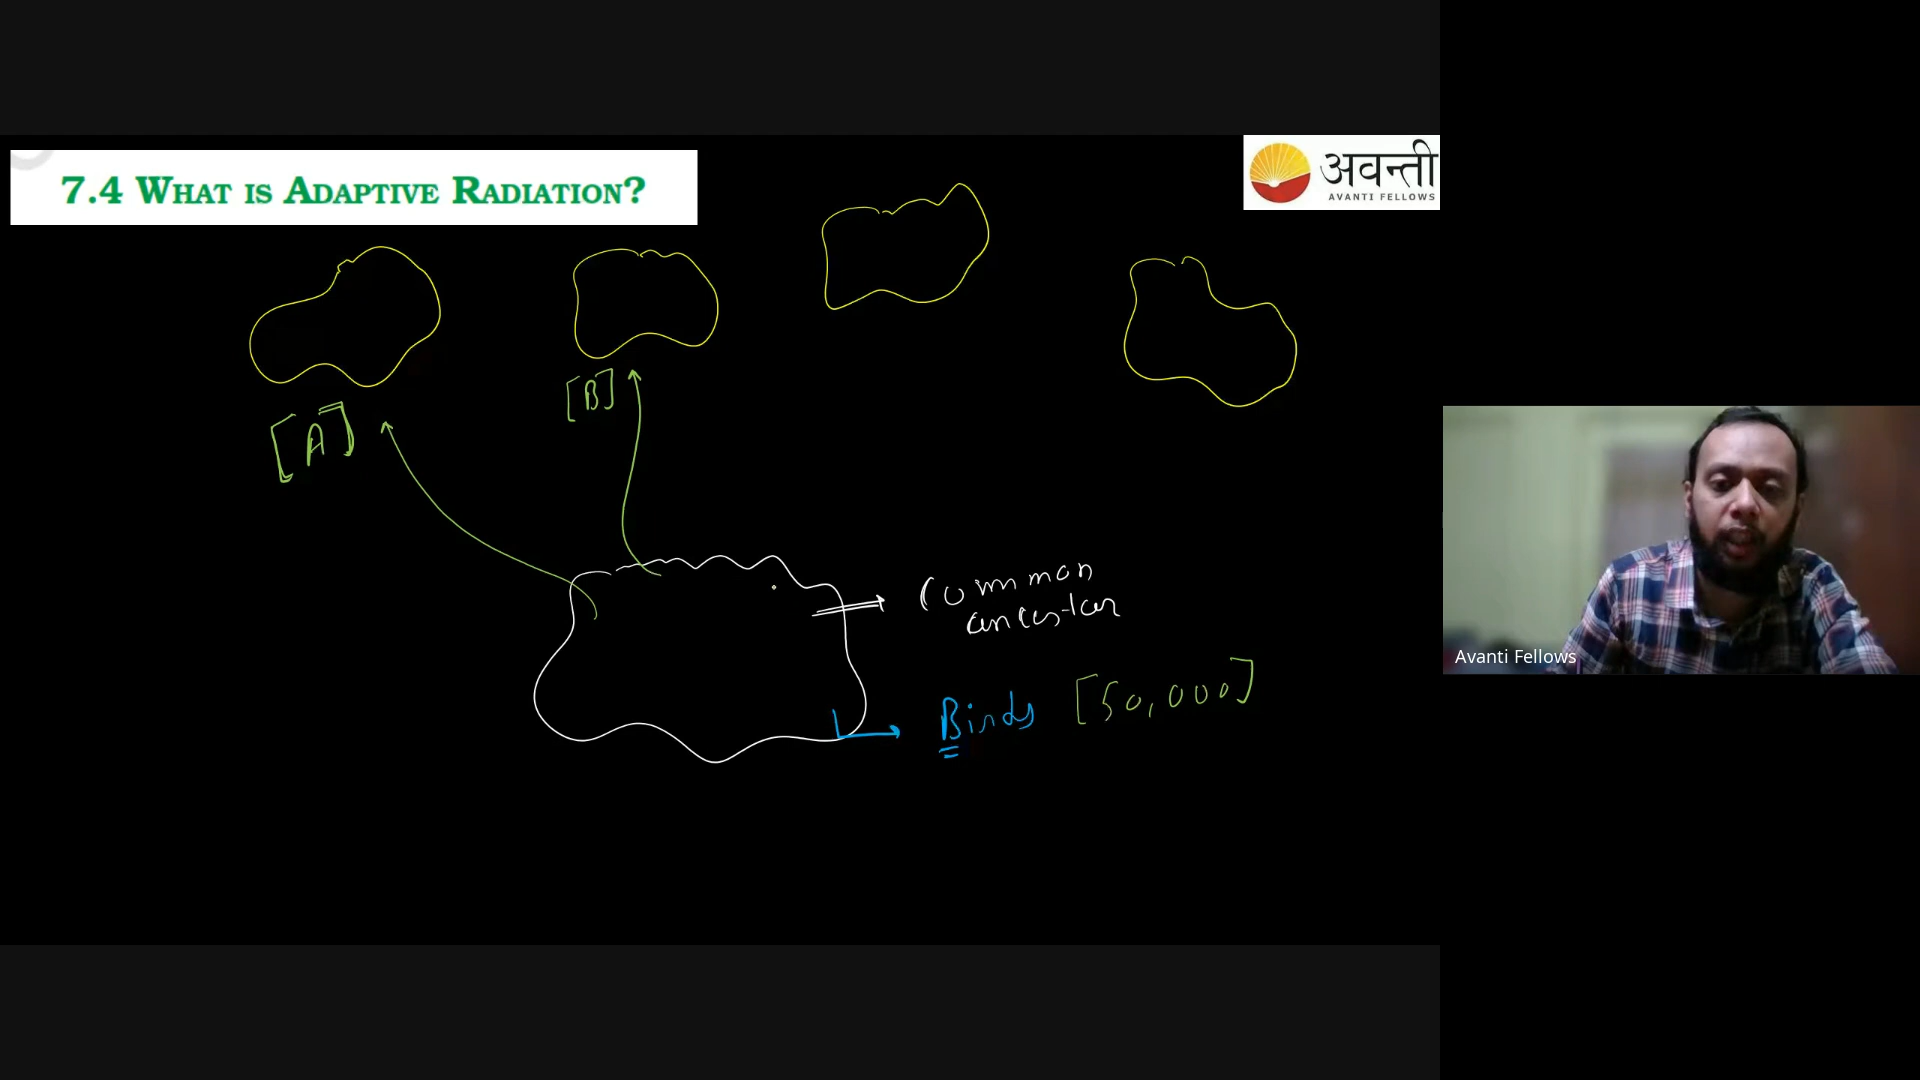 7.4 WHAT IS ADAPTIVE RADIATION?
अवन्ती
AVANTI FELLOWS
[A]
[B]
Common
ancestor
Birds [50,000]
Avanti Fellows